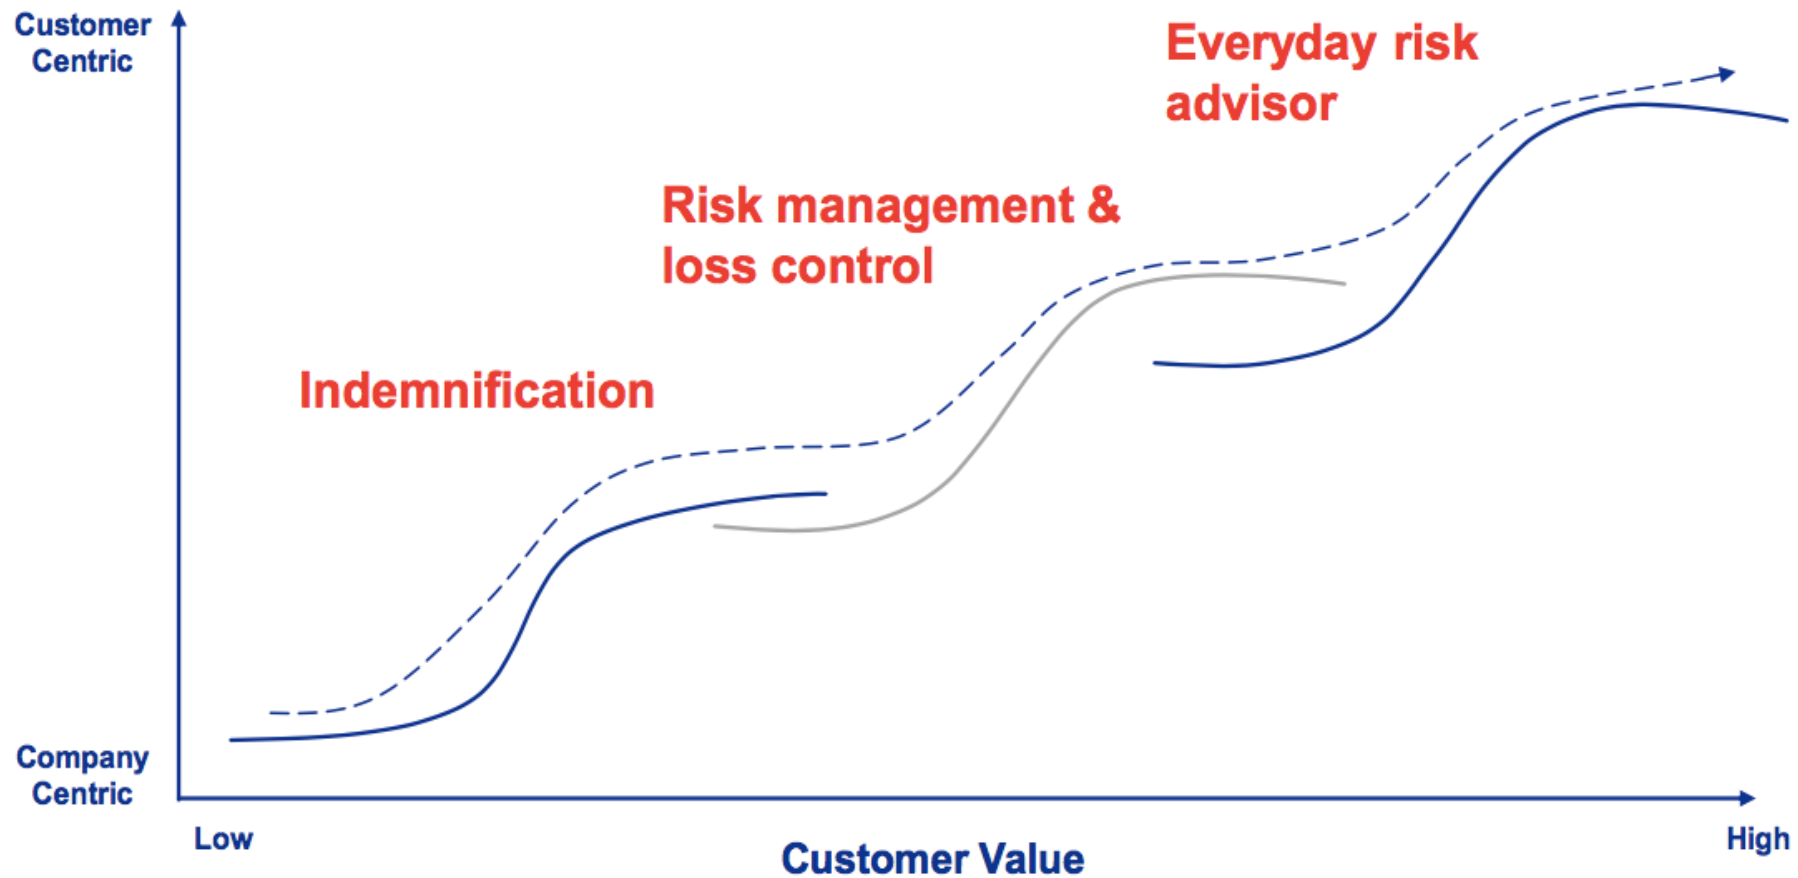 Customer
Centric
Everyday risk
advisor
Risk management &
loss control
Indemnification
Company
Centric
Low
Customer Value
High